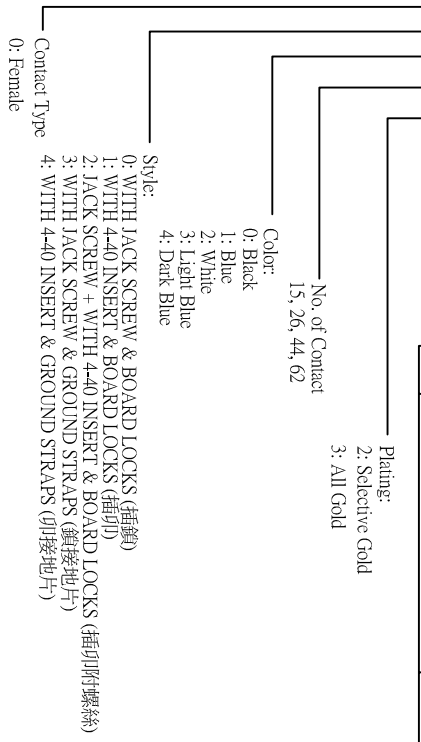 Contact Type
0: Female
Style:
0: WITH JACK SCREW & BOARD LOCKS (插鎖)
1: WITH 4-40 INSERT & BOARD LOCKS (插卯)
2: JACK SCREW + WITH 4-40 INSERT & BOARD LOCKS (插卯附螺絲)
3: WITH JACK SCREW & GROUND STRAPS (鎖接地片)
4: WITH 4-40 INSERT & GROUND STRAPS (卯接地片)
Color:
0: Black
1: Blue
2: White
3: Light Blue
4: Dark Blue
No. of Contact
15, 26, 44, 62
Plating:
2: Selective Gold
3: All Gold